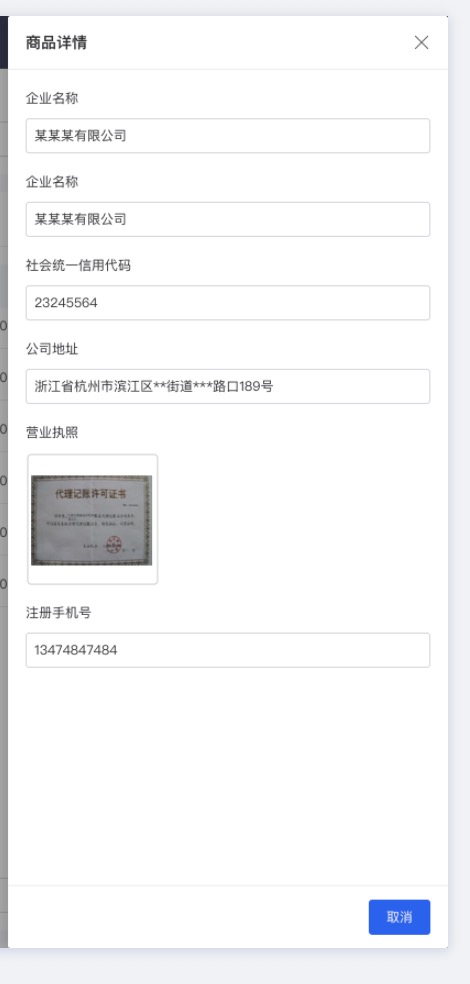 商品详情
企业名称
某某某有限公司
企业名称
某某某有限公司
社会统一信用代码
23245564
公司地址
浙江省杭州市滨江区**街道***路口189号
营业执照
代理记账许可证书
注册手机号
13474847484
取消